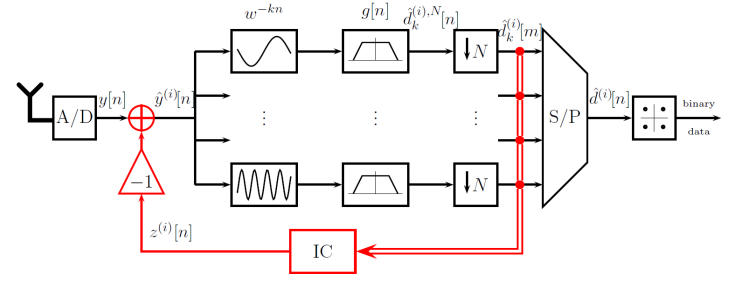 w^{-kn} g[n] \hat{d}_k^{(i),N}[n] \hat{d}_k^{(i)}[m]
↓N
A/D y[n] \hat{y}^{(i)}[n] ⋮ ⋮ ⋮ S/P \hat{d}^{(i)}[n] binary
data
−1 ↓N
z^{(i)}[n] IC